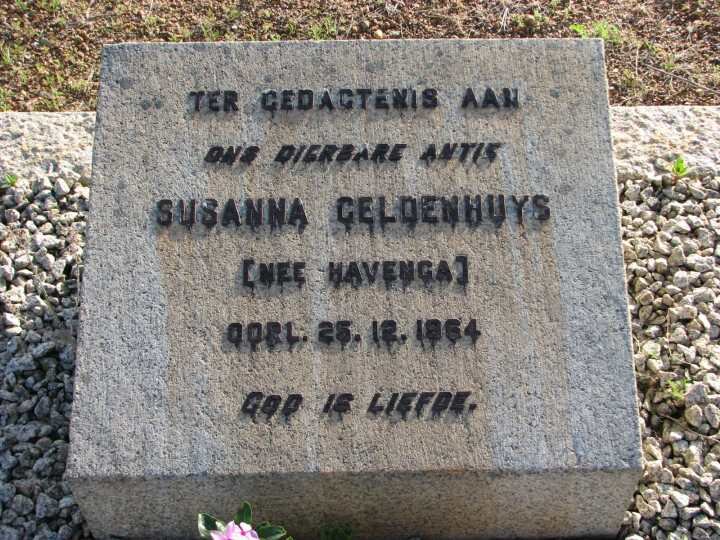 TER GEDAGTENIS AAN
ONS DIERBARE ANTIE
SUSANNA GELDENHUYS
[NEE HAVENGA]
OORL. 25. 12. 1964
GOD IS LIEFDE.